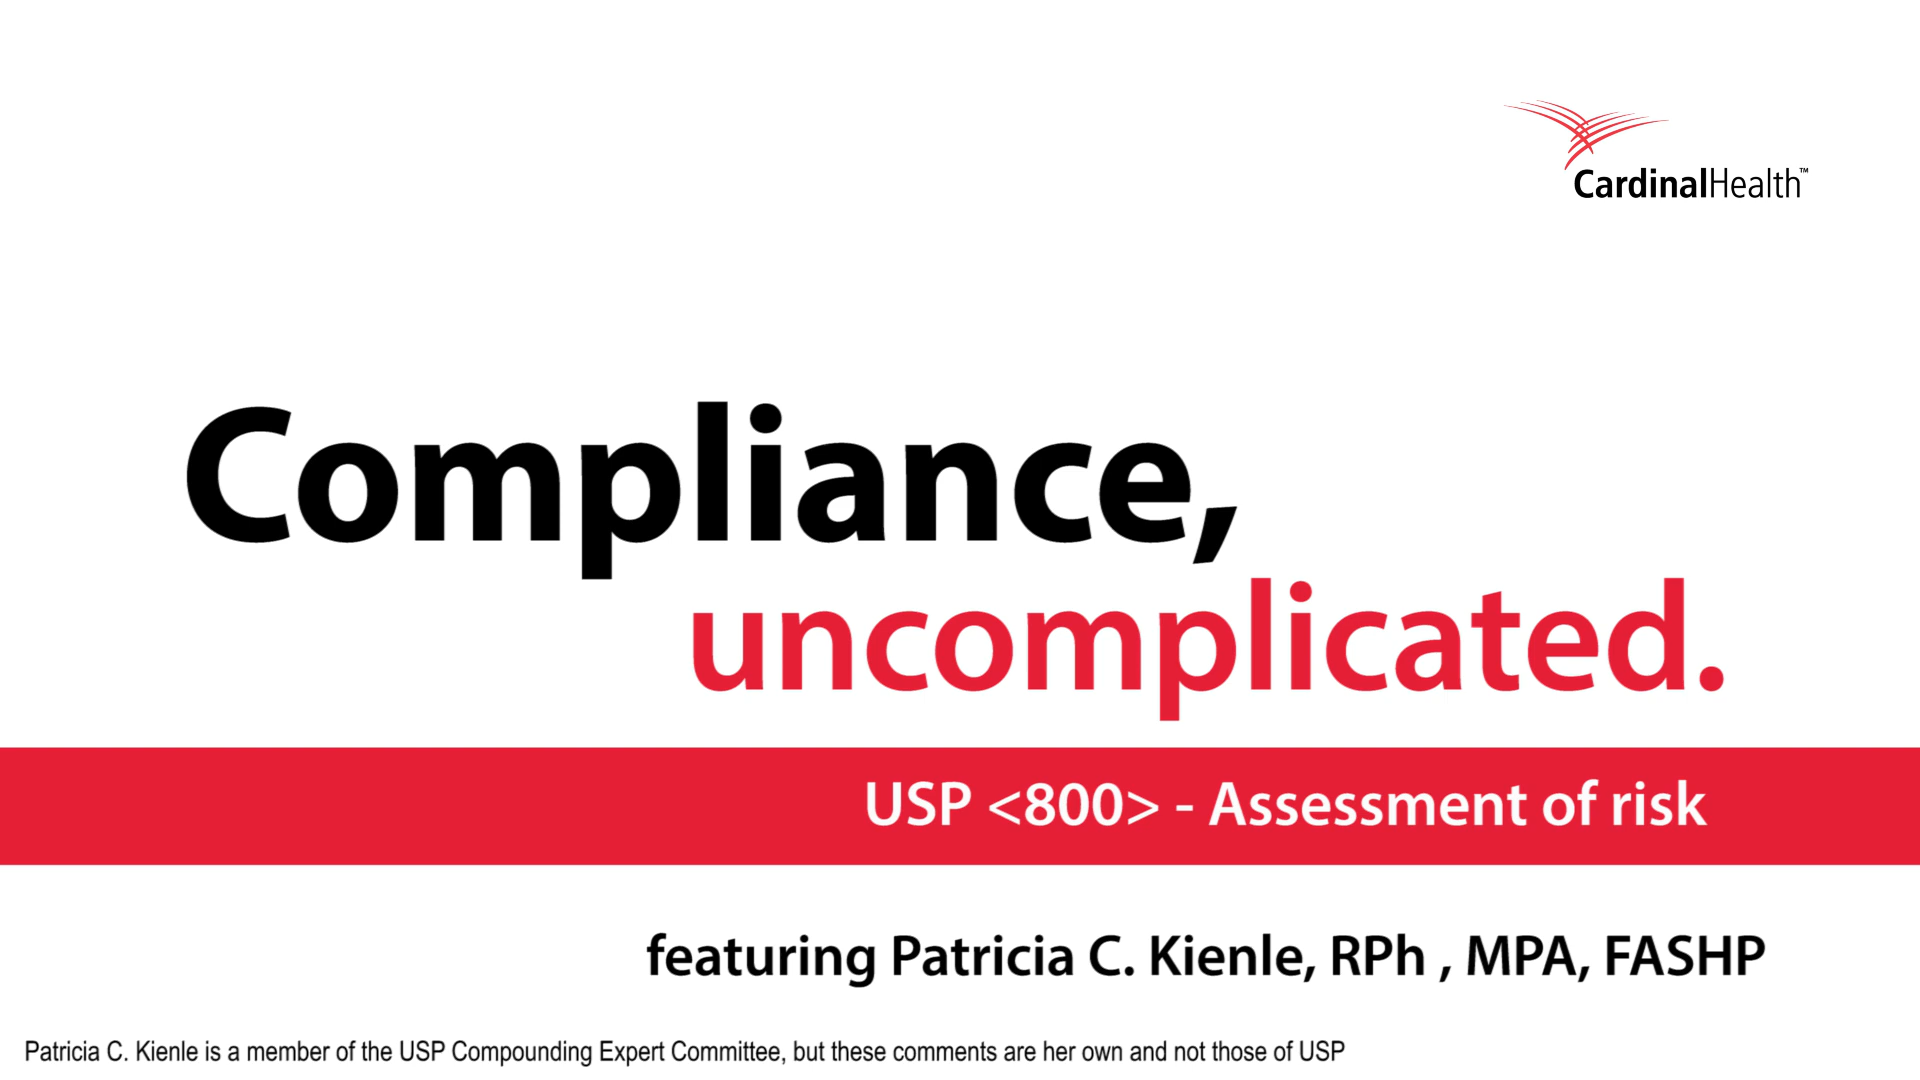 CardinalHealth™
Compliance,
uncomplicated.
USP <800> - Assessment of risk
featuring Patricia C. Kienle, RPh , MPA, FASHP
Patricia C. Kienle is a member of the USP Compounding Expert Committee, but these comments are her own and not those of USP